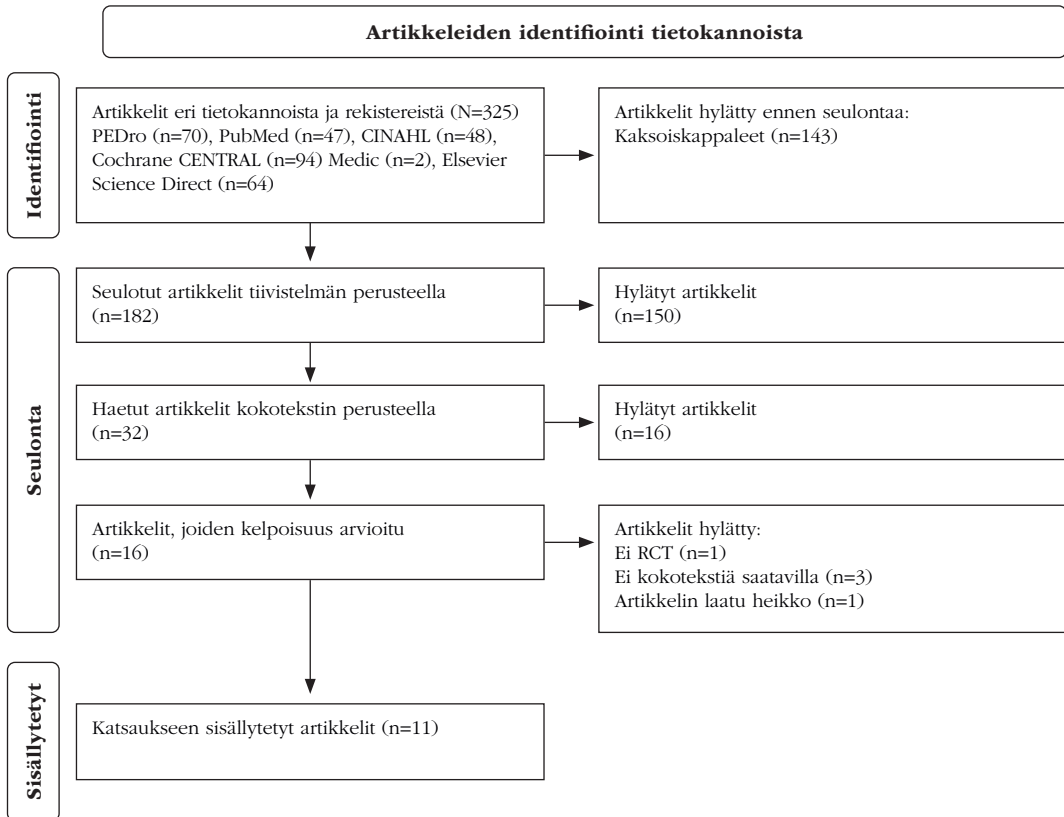 Artikkeleiden identifiointi tietokannoista
Identifiointi
Artikkelit eri tietokannoista ja rekistereistä (N=325)
PEDro (n=70), PubMed (n=47), CINAHL (n=48),
Cochrane CENTRAL (n=94) Medic (n=2), Elsevier
Science Direct (n=64)
Artikkelit hylätty ennen seulontaa:
Kaksoiskappaleet (n=143)
Seulonta
Seulotut artikkelit tiivistelmän perusteella
(n=182)
Hylätyt artikkelit
(n=150)
Haetut artikkelit kokotekstin perusteella
(n=32)
Hylätyt artikkelit
(n=16)
Artikkelit, joiden kelpoisuus arvioitu
(n=16)
Artikkelit hylätty:
Ei RCT (n=1)
Ei kokotekstiä saatavilla (n=3)
Artikkelin laatu heikko (n=1)
Sisällytetyt
Katsaukseen sisällytetyt artikkelit (n=11)